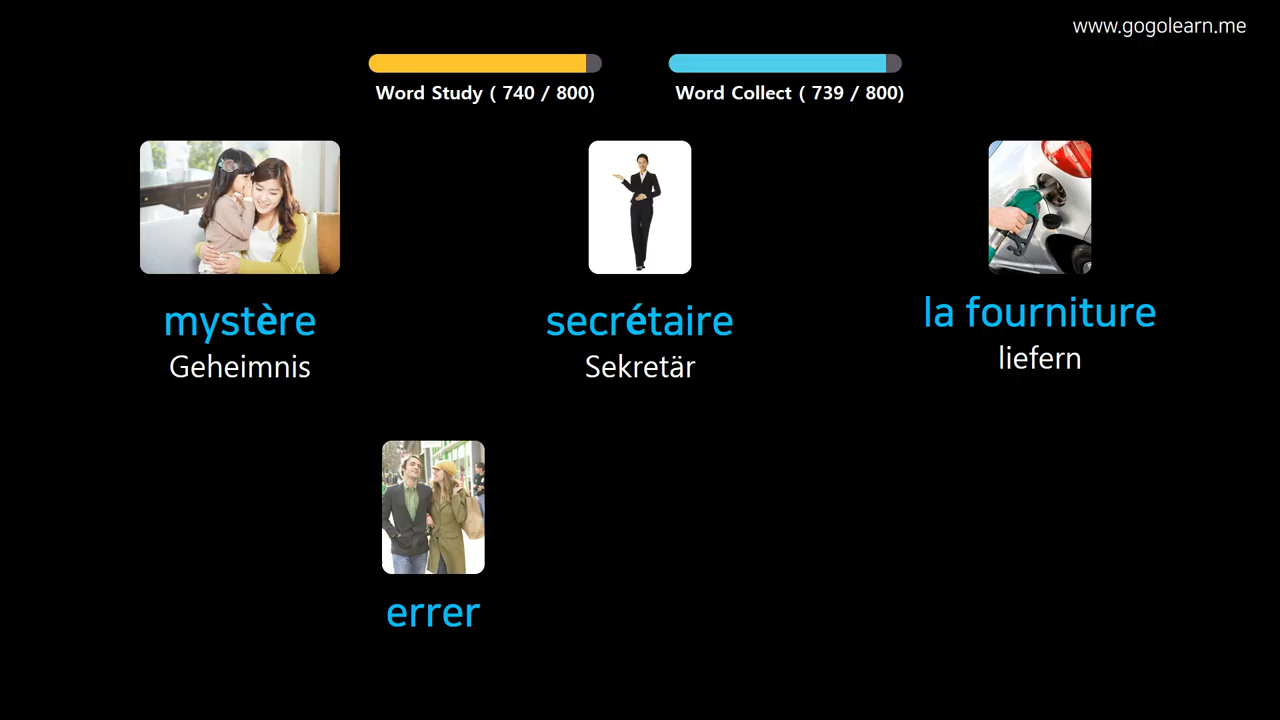 www.gogolearn.me
Word Study ( 740 / 800)
Word Collect ( 739 / 800)
mystère
Geheimnis
secrétaire
Sekretär
la fourniture
liefern
errer